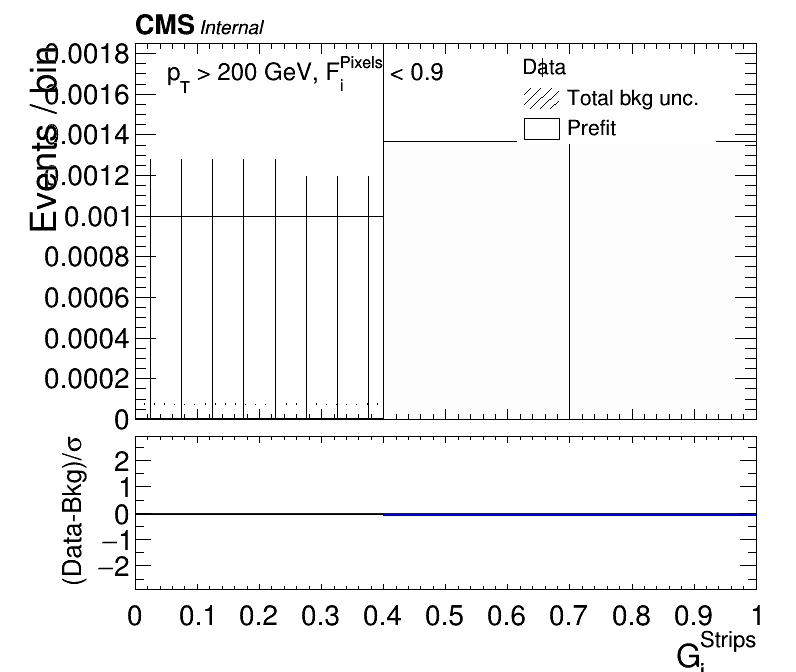 CMS Internal
p_T > 200 GeV, F_i^Pixels < 0.9
Data
Total bkg unc.
Prefit
Events / bin
0.0018
0.0016
0.0014
0.0012
0.001
0.0008
0.0006
0.0004
0.0002
0
(Data-Bkg)/σ
2
1
0
−1
−2
0 0.1 0.2 0.3 0.4 0.5 0.6 0.7 0.8 0.9 1
G_i^Strips